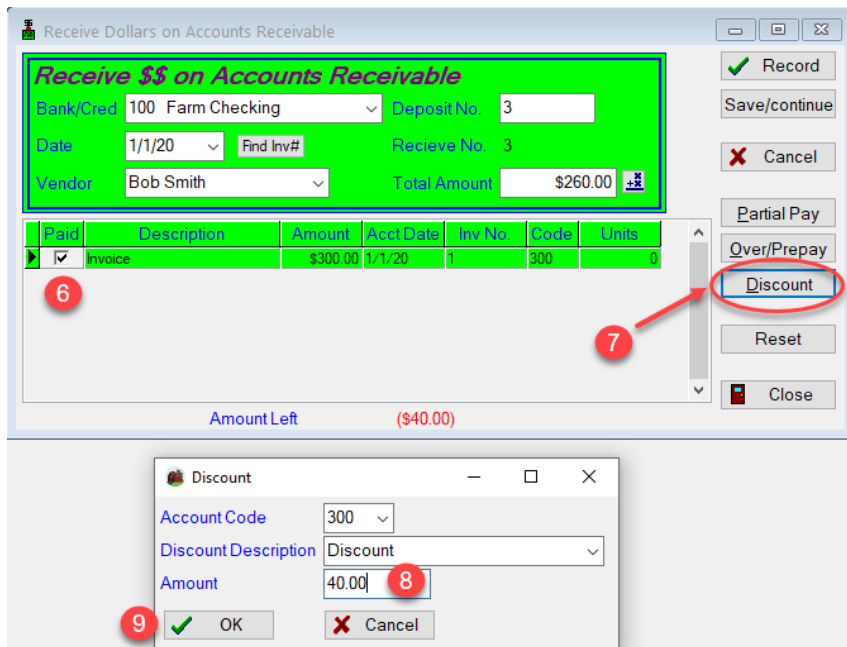 Receive Dollars on Accounts Receivable
Receive $$ on Accounts Receivable
Bank/Cred 100 Farm Checking Deposit No. 3
Date 1/1/20 Find Inv# Recieve No. 3
Vendor Bob Smith Total Amount $260.00
Record
Save/continue
Cancel
Partial Pay
Over/Prepay
Discount
Reset
Close
Paid Description Amount Acct Date Inv No. Code Units
Invoice $300.00 1/1/20 1 300 0
6
7
Amount Left ($40.00)
Discount
Account Code 300
Discount Description Discount
Amount 40.00 8
9 OK Cancel